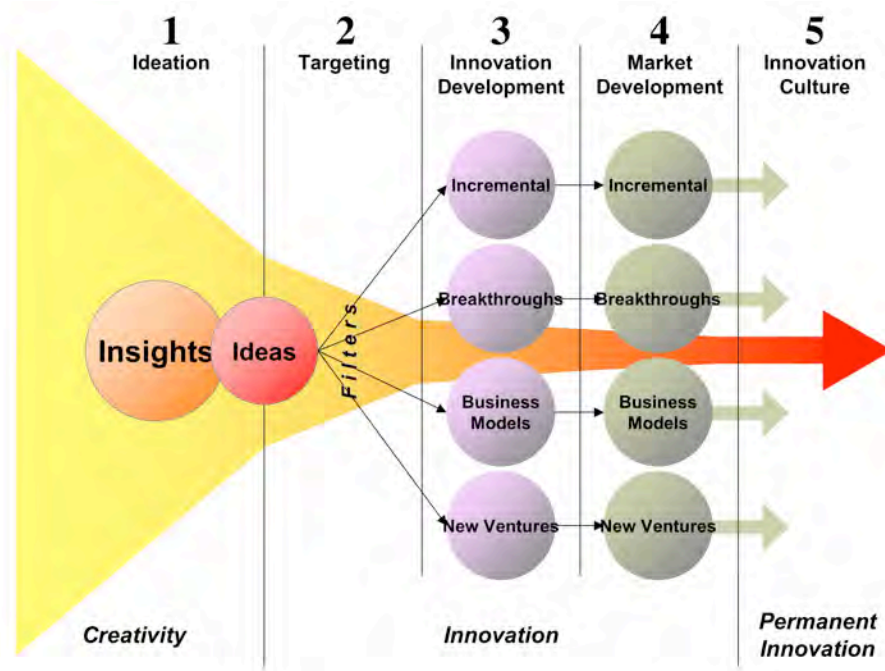 1
Ideation
2
Targeting
3
Innovation
Development
4
Market
Development
5
Innovation
Culture
Insights
Ideas
Filters
Incremental
Breakthroughs
Business
Models
New Ventures
Incremental
Breakthroughs
Business
Models
New Ventures
Creativity
Innovation
Permanent
Innovation